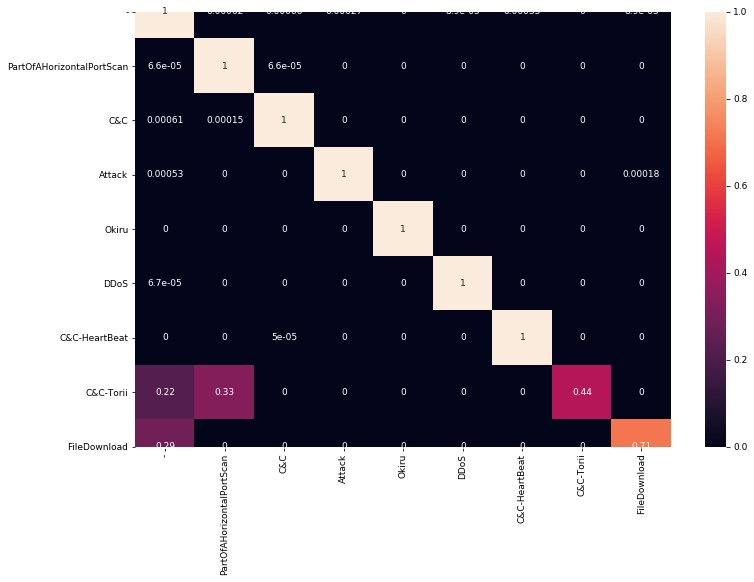 - 1 1.0
PartOfAHorizontalPortScan 6.6e-05 1 6.6e-05 0 0 0 0 0 0
C&C 0.00061 0.00015 1 0 0 0 0 0 0
0.8
Attack 0.00053 0 0 1 0 0 0 0 0.00018
0.6
Okiru 0 0 0 0 1 0 0 0 0
0.4
DDoS 6.7e-05 0 0 0 0 1 0 0 0
C&C-HeartBeat 0 0 5e-05 0 0 0 1 0 0
0.2
C&C-Torii 0.22 0.33 0 0 0 0 0 0.44 0
FileDownload 0.29 0 0 0 0 0 0 0 0.71 0.0
-
PartOfAHorizontalPortScan
C&C
Attack
Okiru
DDoS
C&C-HeartBeat
C&C-Torii
FileDownload